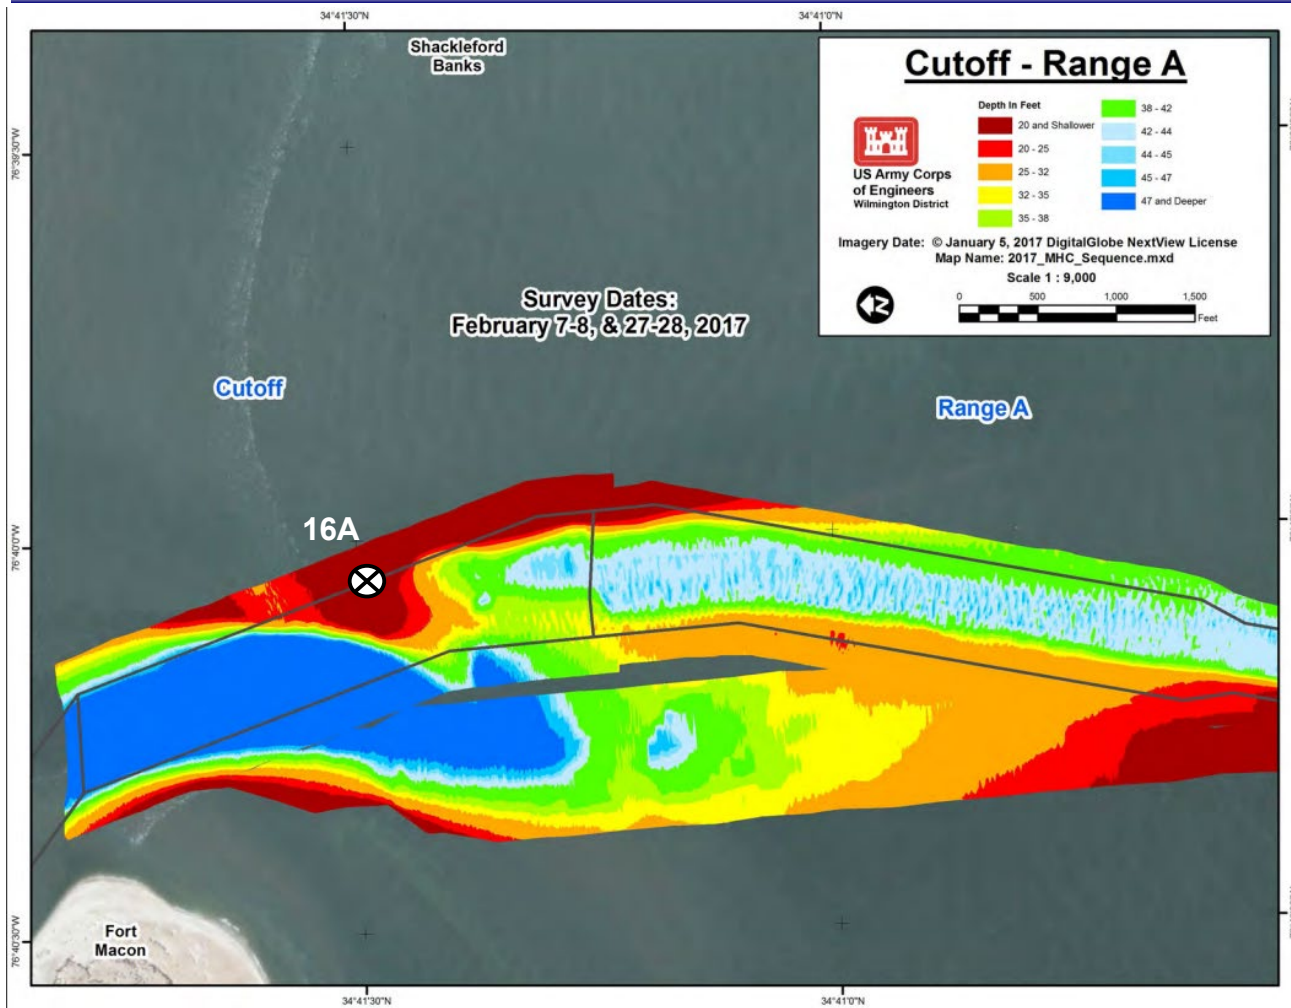 34°41'30"N
34°41'0"N
Shackleford
Banks
Cutoff - Range A
Depth In Feet
20 and Shallower
20 - 25
25 - 32
32 - 35
35 - 38
38 - 42
42 - 44
44 - 45
45 - 47
47 and Deeper
US Army Corps
of Engineers
Wilmington District
Imagery Date: © January 5, 2017 DigitalGlobe NextView License
Map Name: 2017_MHC_Sequence.mxd
Scale 1 : 9,000
N
0 500 1,000 1,500
Feet
76°39'30"W
Survey Dates:
February 7-8, & 27-28, 2017
Cutoff
Range A
16A
76°40'0"W
76°40'30"W
Fort
Macon
34°41'30"N
34°41'0"N